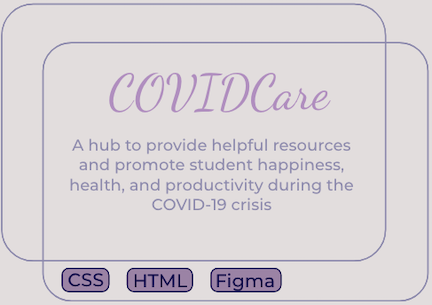 COVIDCare
A hub to provide helpful resources
and promote student happiness,
health, and productivity during the
COVID-19 crisis
CSS HTML Figma